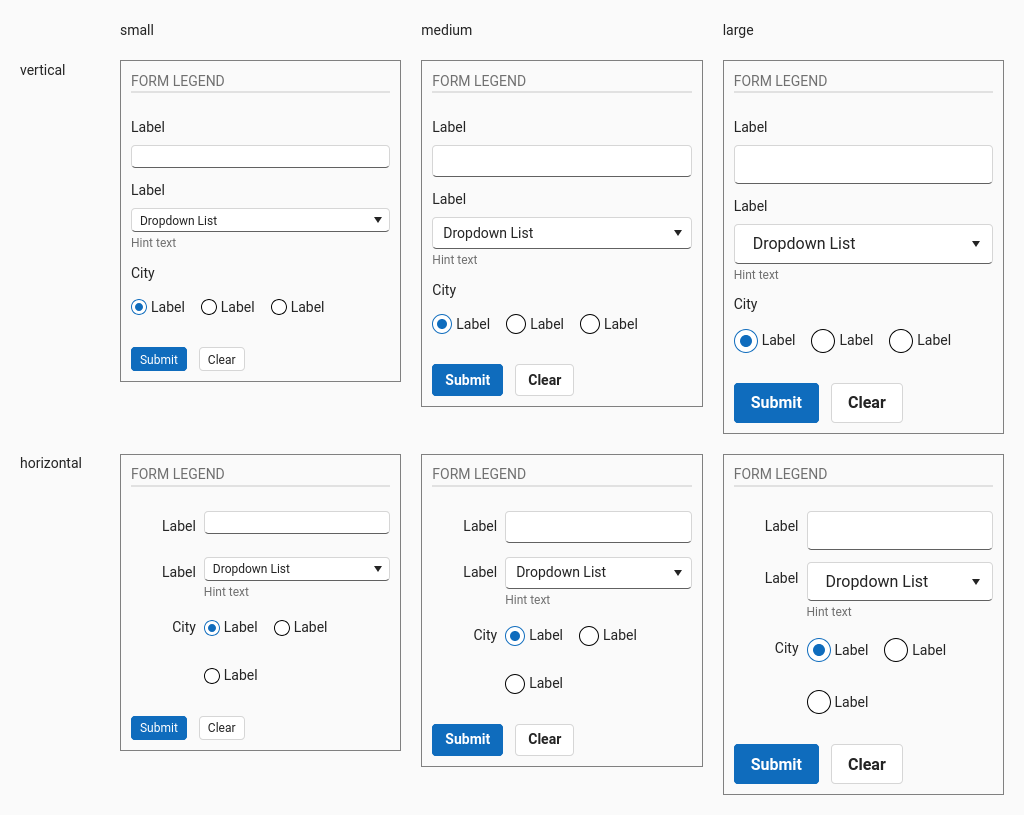 small medium large
vertical
FORM LEGEND
Label
Label
Dropdown List
Hint text
City
Label Label Label
Submit Clear
FORM LEGEND
Label
Label
Dropdown List
Hint text
City
Label Label Label
Submit Clear
FORM LEGEND
Label
Label
Dropdown List
Hint text
City
Label Label Label
Submit Clear
horizontal
FORM LEGEND
Label
Label Dropdown List
Hint text
City Label Label
Label
Submit Clear
FORM LEGEND
Label
Label Dropdown List
Hint text
City Label Label
Label
Submit Clear
FORM LEGEND
Label
Label Dropdown List
Hint text
City Label Label
Label
Submit Clear